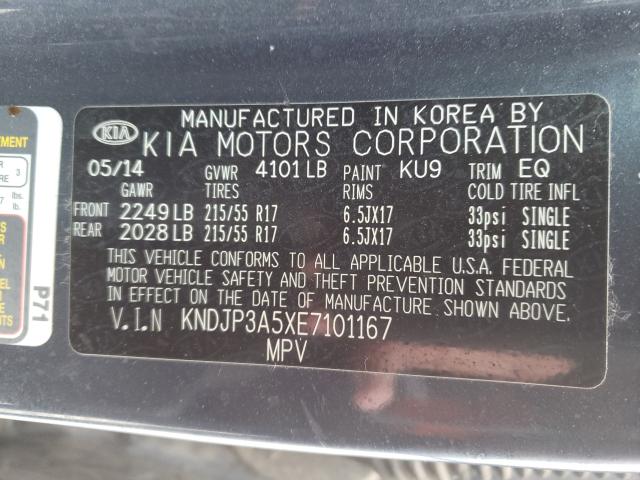 MANUFACTURED IN KOREA BY
KIA KIA MOTORS CORPORATION
05/14 GVWR 4101 LB PAINT KU9 TRIM EQ
GAWR TIRES RIMS COLD TIRE INFL
FRONT 2249 LB 215/55 R17 6.5JX17 33psi SINGLE
REAR 2028 LB 215/55 R17 6.5JX17 33psi SINGLE
THIS VEHICLE CONFORMS TO ALL APPLICABLE U.S.A. FEDERAL
MOTOR VEHICLE SAFETY AND THEFT PREVENTION STANDARDS
IN EFFECT ON THE DATE OF MANUFACTURE SHOWN ABOVE.
V.I.N KNDJP3A5XE7101167
MPV
3
lbs.
lb.
P71